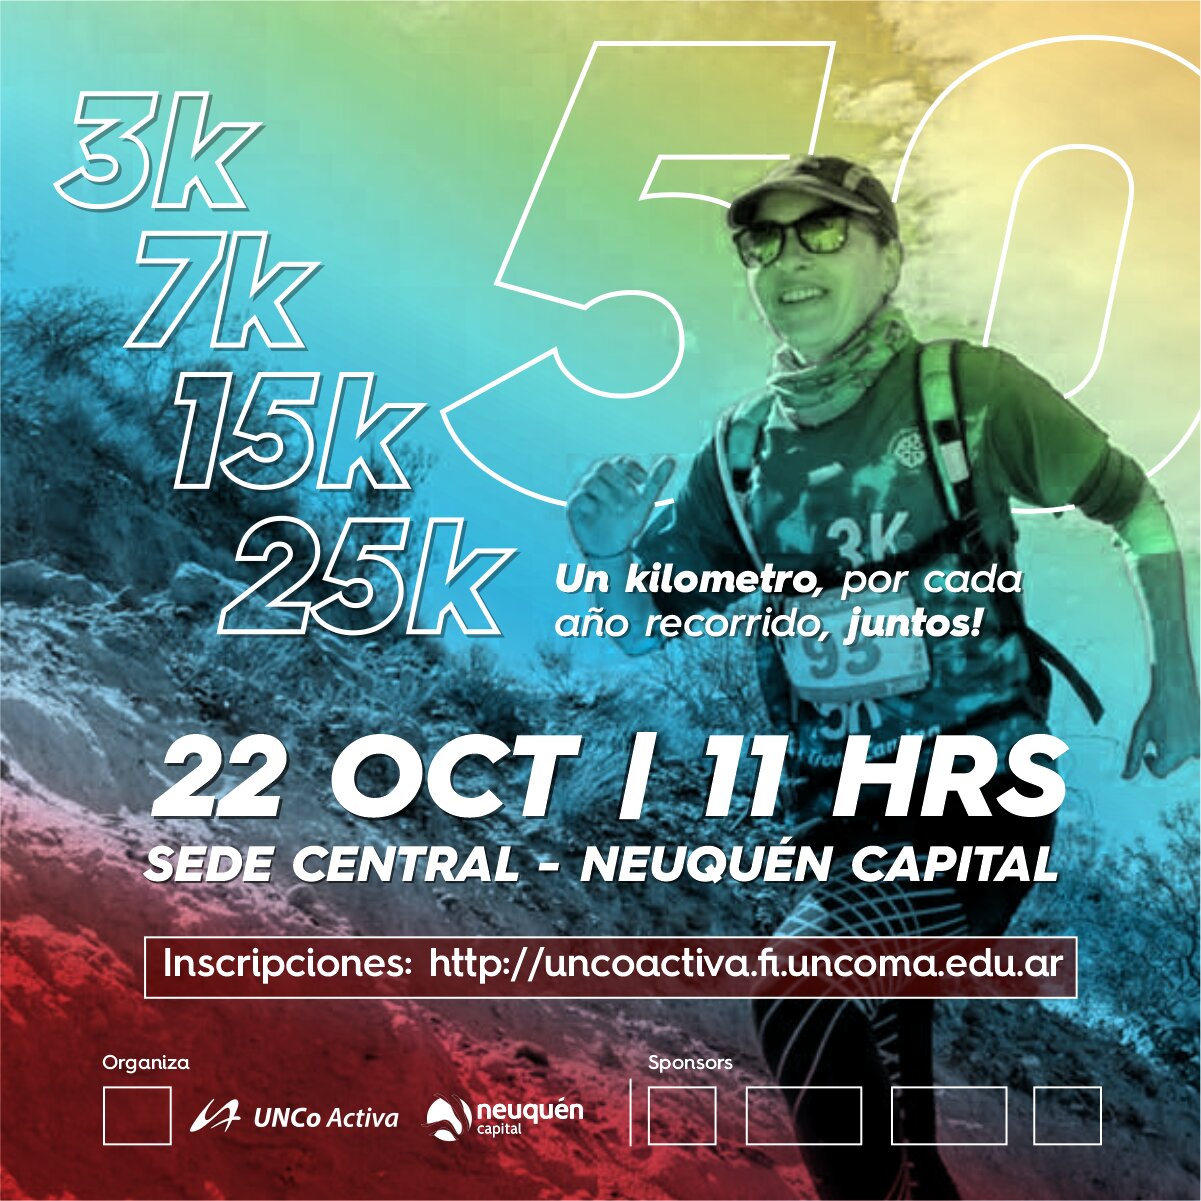 50
3k
7k
15k
25k
3K
Un kilometro, por cada
año recorrido, juntos!
93
50
22 OCT | 11 HRS
SEDE CENTRAL - NEUQUÉN CAPITAL
Inscripciones: http://uncoactiva.fi.uncoma.edu.ar
Organiza
Sponsors
UNCo Activa
neuquén
capital